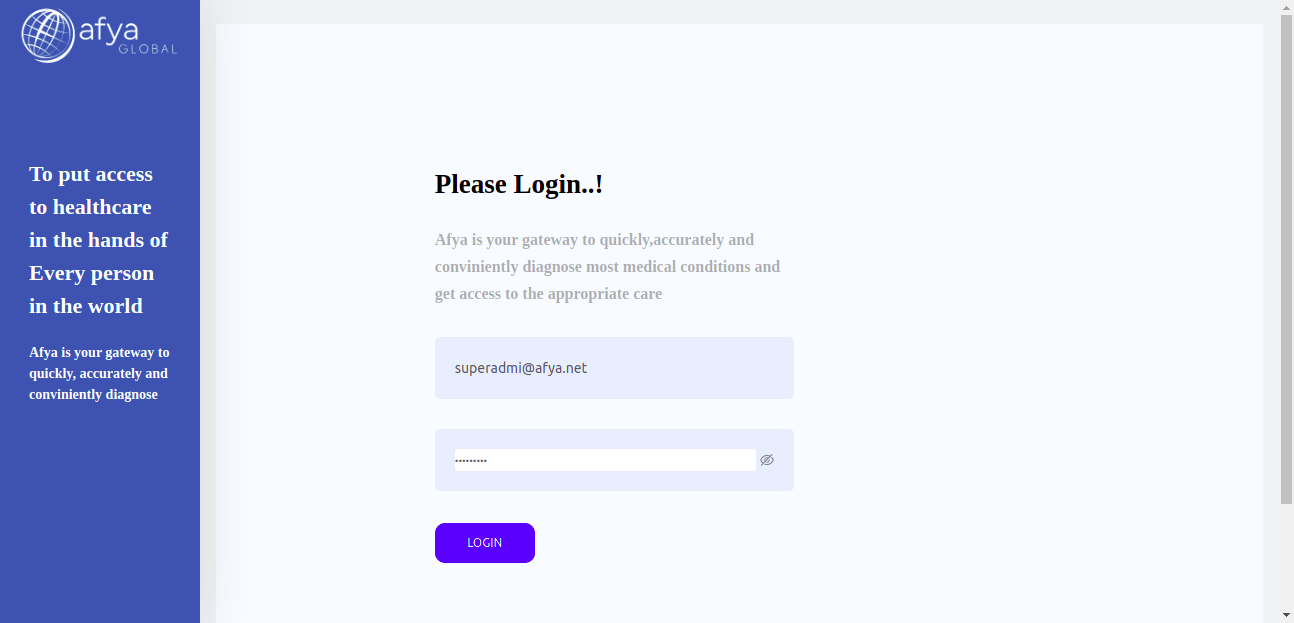 afya
GLOBAL
To put access
to healthcare
in the hands of
Every person
in the world
Afya is your gateway to
quickly, accurately and
conviniently diagnose
Please Login..!
Afya is your gateway to quickly,accurately and
conviniently diagnose most medical conditions and
get access to the appropriate care
superadmi@afya.net
•••••••••
LOGIN